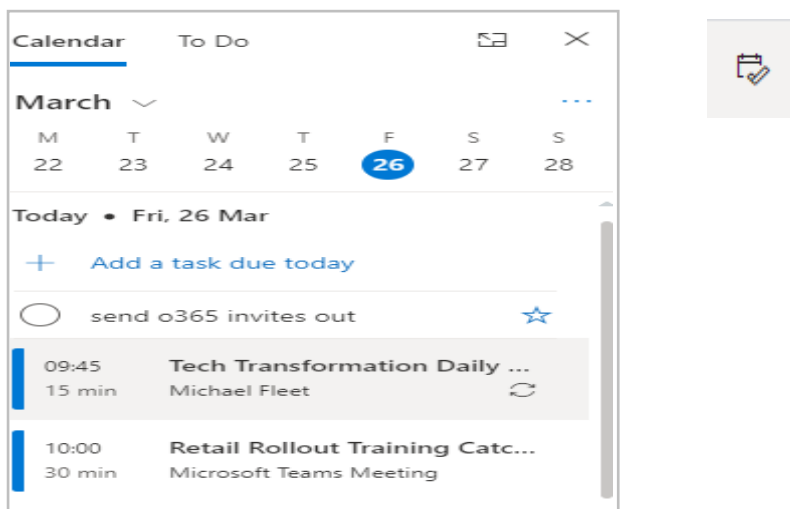 Calendar To Do
March
M T W T F S S
22 23 24 25 26 27 28
Today • Fri, 26 Mar
+ Add a task due today
send o365 invites out
09:45 Tech Transformation Daily ...
15 min Michael Fleet
10:00 Retail Rollout Training Catc...
30 min Microsoft Teams Meeting